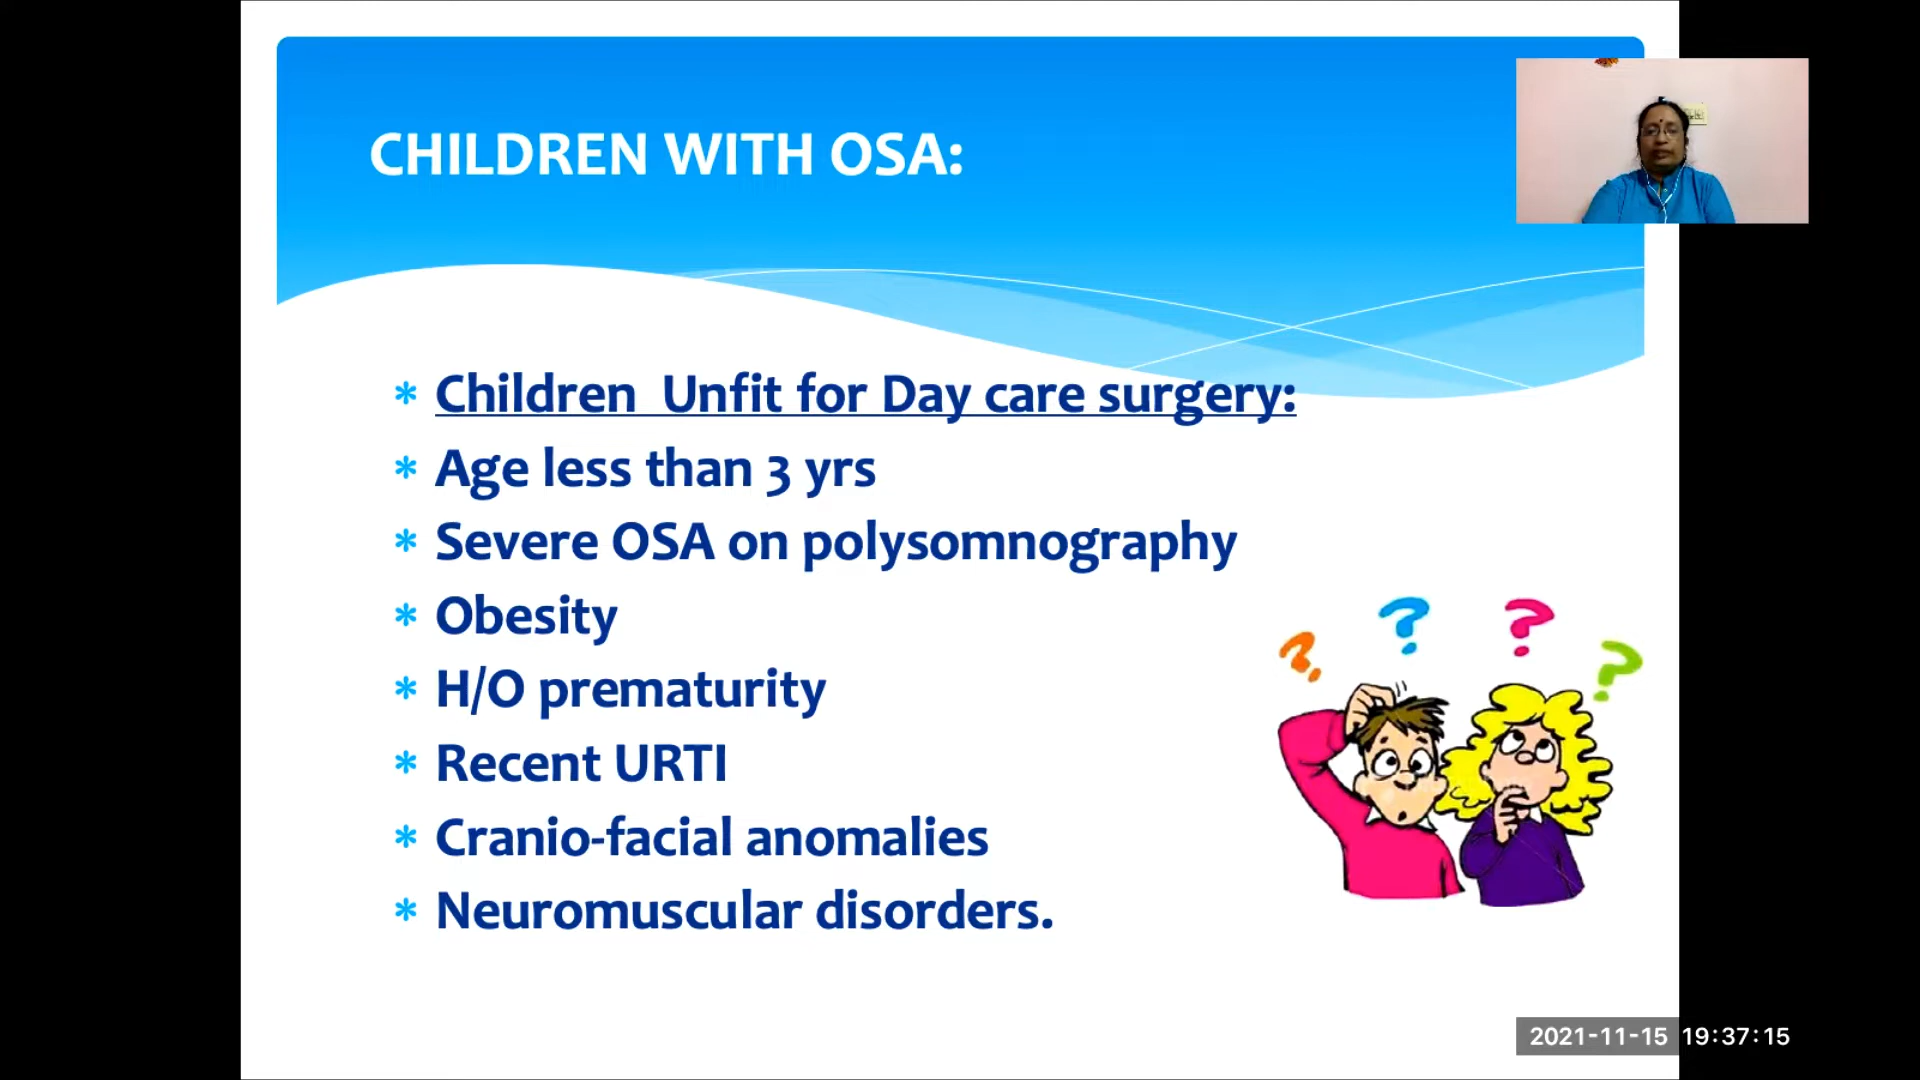 CHILDREN WITH OSA:
* Children Unfit for Day care surgery:
* Age less than 3 yrs
* Severe OSA on polysomnography
* Obesity
* H/O prematurity
* Recent URTI
* Cranio-facial anomalies
* Neuromuscular disorders.
? ? ? ?
2021-11-15 19:37:15